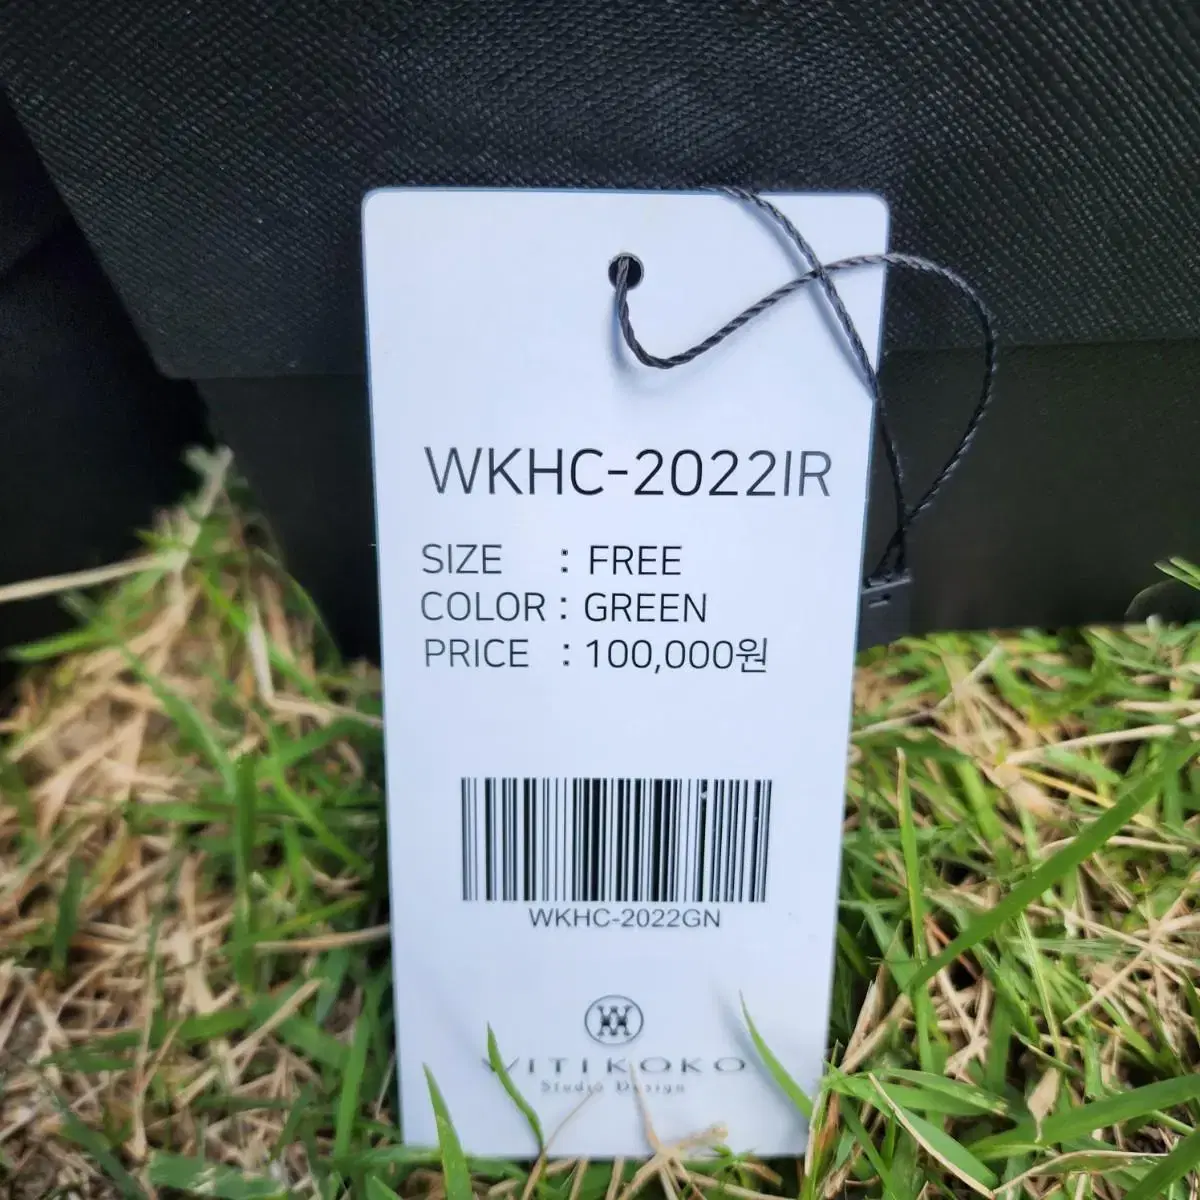 WKHC-2022IR
SIZE : FREE
COLOR : GREEN
PRICE : 100,000원
WKHC-2022GN
WITIKOKO
Studio Design